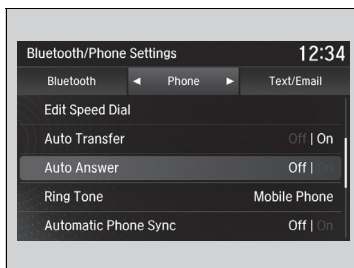 Bluetooth/Phone Settings 12:34
Bluetooth ◄ Phone ► Text/Email
Edit Speed Dial
Auto Transfer Off | On
Auto Answer Off | On
Ring Tone Mobile Phone
Automatic Phone Sync Off | On